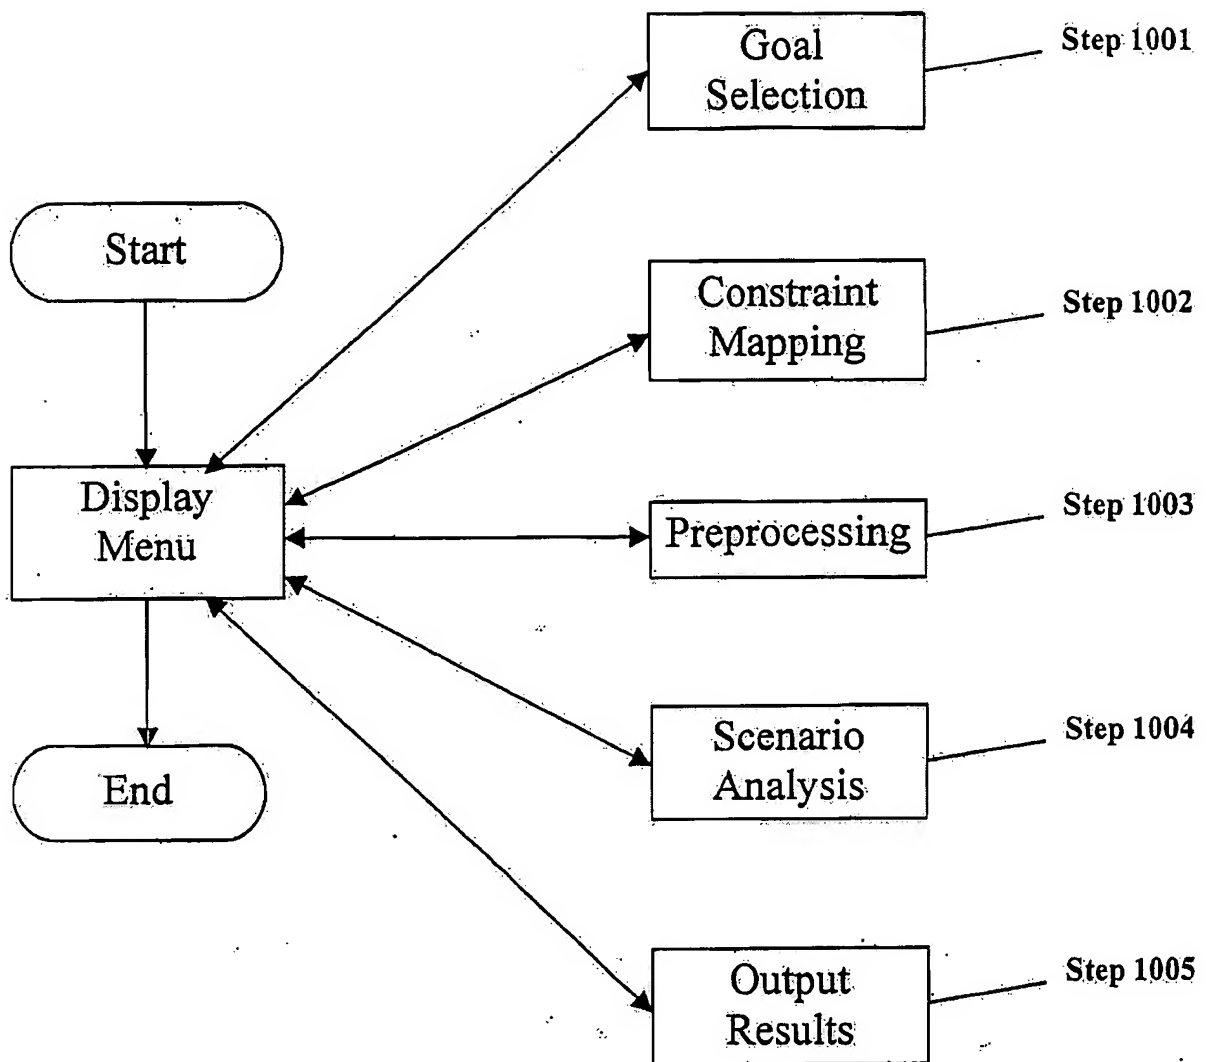 Goal
Selection
Step 1001
Start
Constraint
Mapping
Step 1002
Display
Menu
Preprocessing
Step 1003
Scenario
Analysis
Step 1004
End
Output
Results
Step 1005